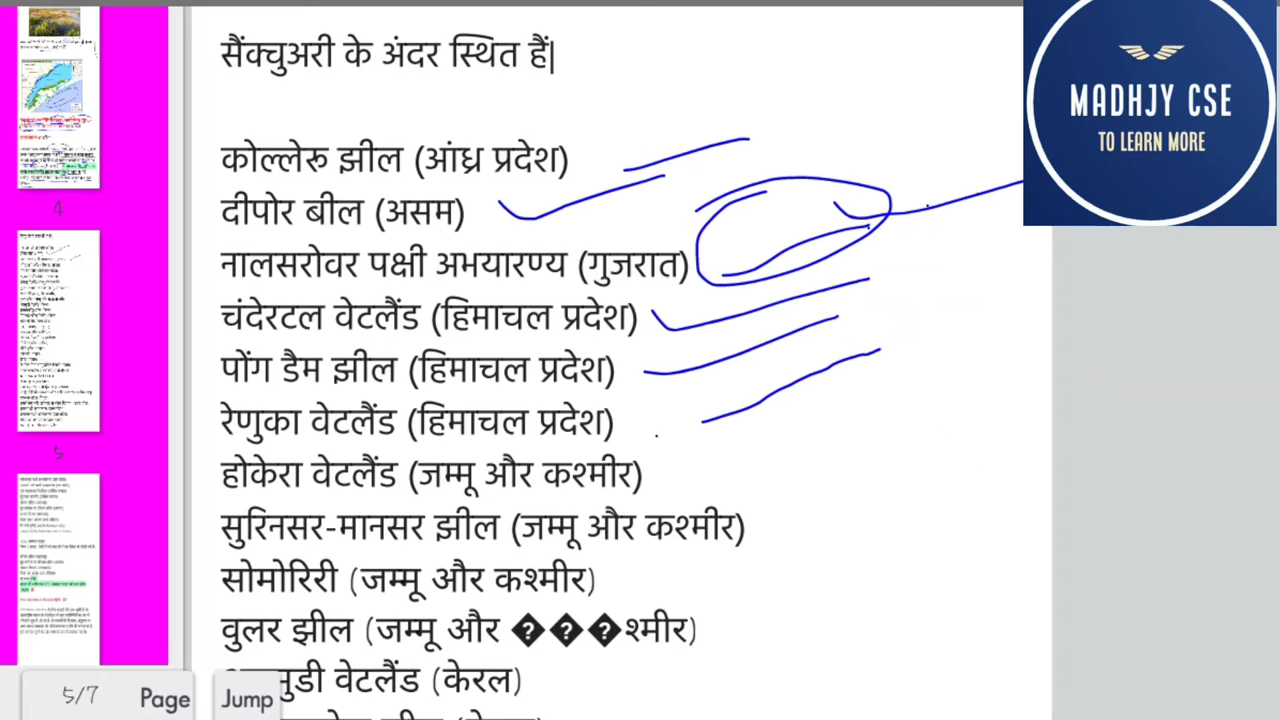 सैंक्चुअरी के अंदर स्थित हैं|
कोल्लेरू झील (आंध्र प्रदेश)
दीपोर बील (असम)
नालसरोवर पक्षी अभयारण्य (गुजरात)
चंदेरटल वेटलैंड (हिमाचल प्रदेश)
पोंग डैम झील (हिमाचल प्रदेश)
रेणुका वेटलैंड (हिमाचल प्रदेश)
होकेरा वेटलैंड (जम्मू और कश्मीर)
सुरिनसर-मानसर झील (जम्मू और कश्मीर)
सोमोरिरी (जम्मू और कश्मीर)
वुलर झील (जम्मू और ���श्मीर)
वेटलैंड (केरल)
MADHJY CSE
TO LEARN MORE
4
5
5/7 Page Jump